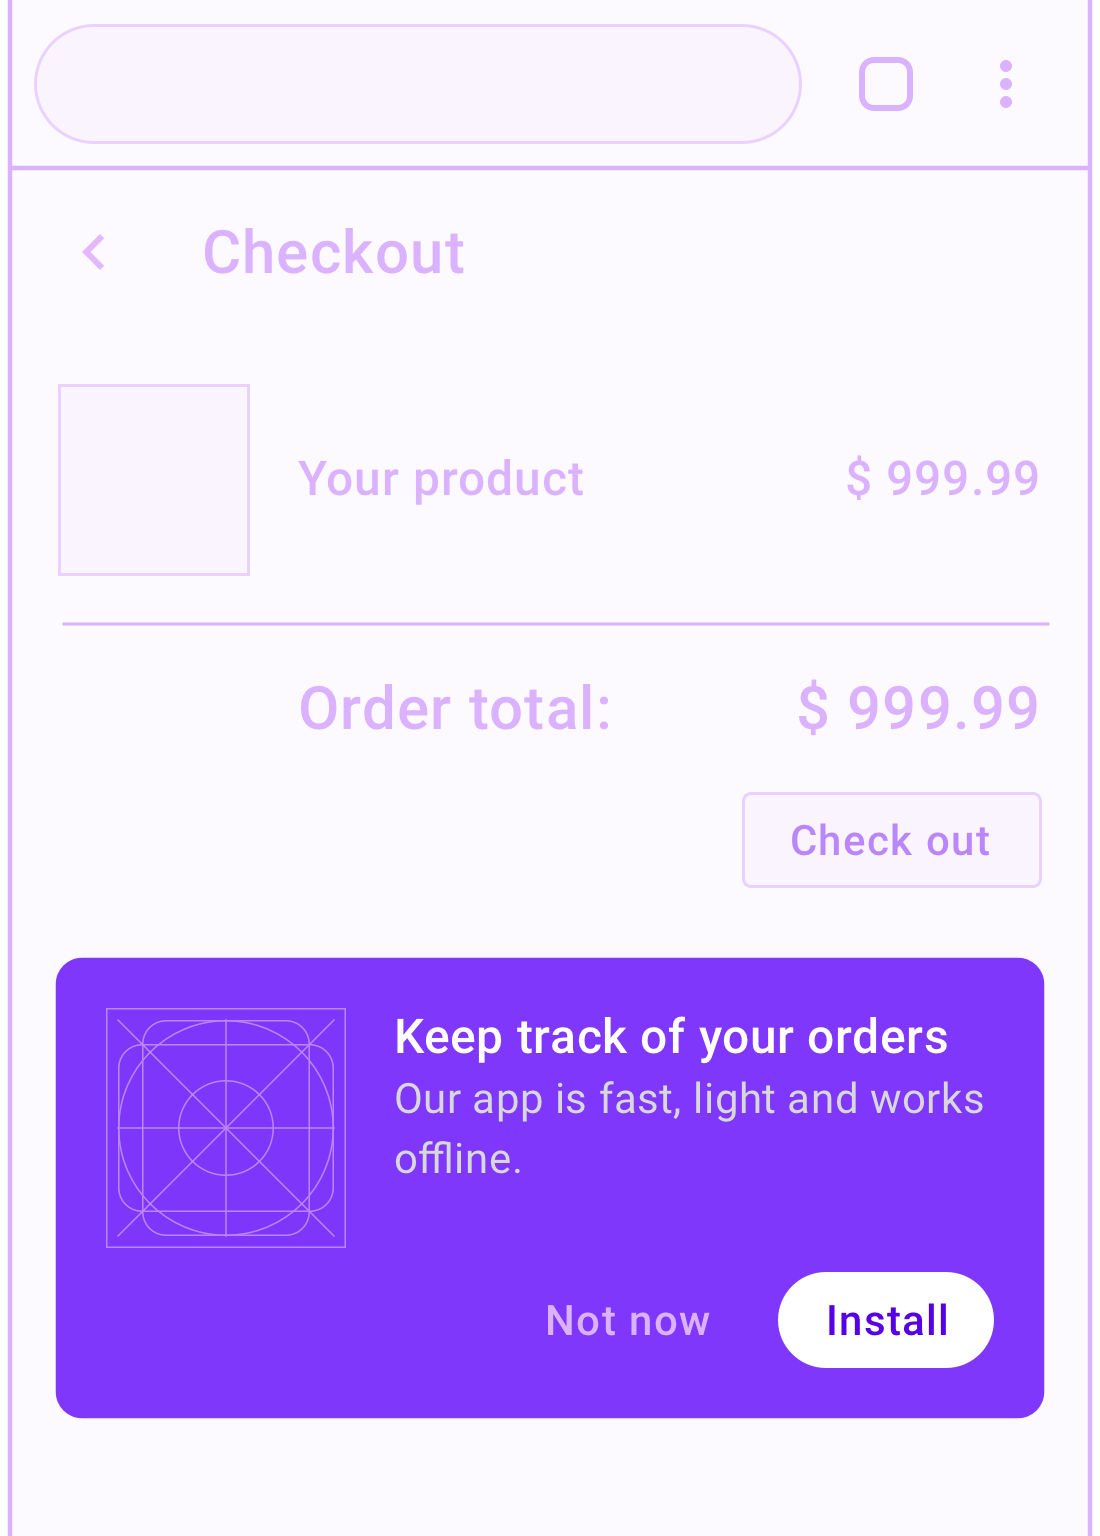 Checkout
Your product $ 999.99
Order total: $ 999.99
Check out
Keep track of your orders
Our app is fast, light and works
offline.
Not now Install